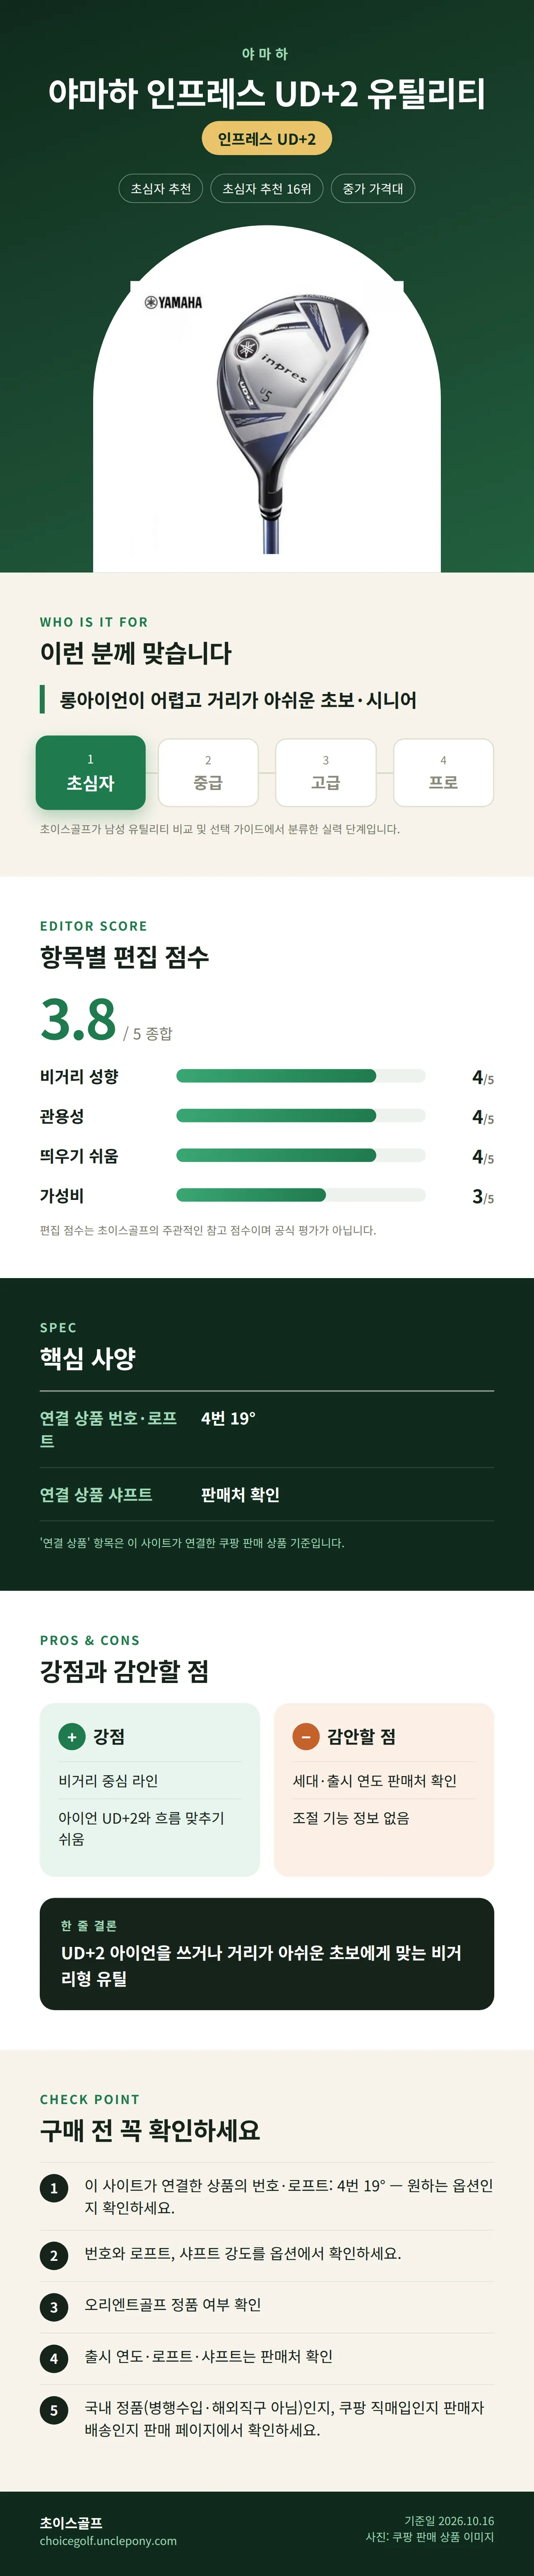 야마하
야마하 인프레스 UD+2 유틸리티
인프레스 UD+2
초심자 추천
초심자 추천 16위
중가 가격대
YAMAHA
inpres
U5
UD+2
WHO IS IT FOR
이런 분께 맞습니다
롱아이언이 어렵고 거리가 아쉬운 초보·시니어
1
초심자
2
중급
3
고급
4
프로
초이스골프가 남성 유틸리티 비교 및 선택 가이드에서 분류한 실력 단계입니다.
EDITOR SCORE
항목별 편집 점수
3.8 / 5 종합
비거리 성향 4/5
관용성 4/5
띄우기 쉬움 4/5
가성비 3/5
편집 점수는 초이스골프의 주관적인 참고 점수이며 공식 평가가 아닙니다.
SPEC
핵심 사양
연결 상품 번호·로프 4번 19°
트
연결 상품 샤프트 판매처 확인
'연결 상품' 항목은 이 사이트가 연결한 쿠팡 판매 상품 기준입니다.
PROS & CONS
강점과 감안할 점
+ 강점
비거리 중심 라인
아이언 UD+2와 흐름 맞추기
쉬움
− 감안할 점
세대·출시 연도 판매처 확인
조절 기능 정보 없음
한 줄 결론
UD+2 아이언을 쓰거나 거리가 아쉬운 초보에게 맞는 비거
리형 유틸
CHECK POINT
구매 전 꼭 확인하세요
1 이 사이트가 연결한 상품의 번호·로프트: 4번 19° — 원하는 옵션인
지 확인하세요.
2 번호와 로프트, 샤프트 강도를 옵션에서 확인하세요.
3 오리엔트골프 정품 여부 확인
4 출시 연도·로프트·샤프트는 판매처 확인
5 국내 정품(병행수입·해외직구 아님)인지, 쿠팡 직매입인지 판매자
배송인지 판매 페이지에서 확인하세요.
초이스골프
choicegolf.unclepony.com
기준일 2026.10.16
사진: 쿠팡 판매 상품 이미지